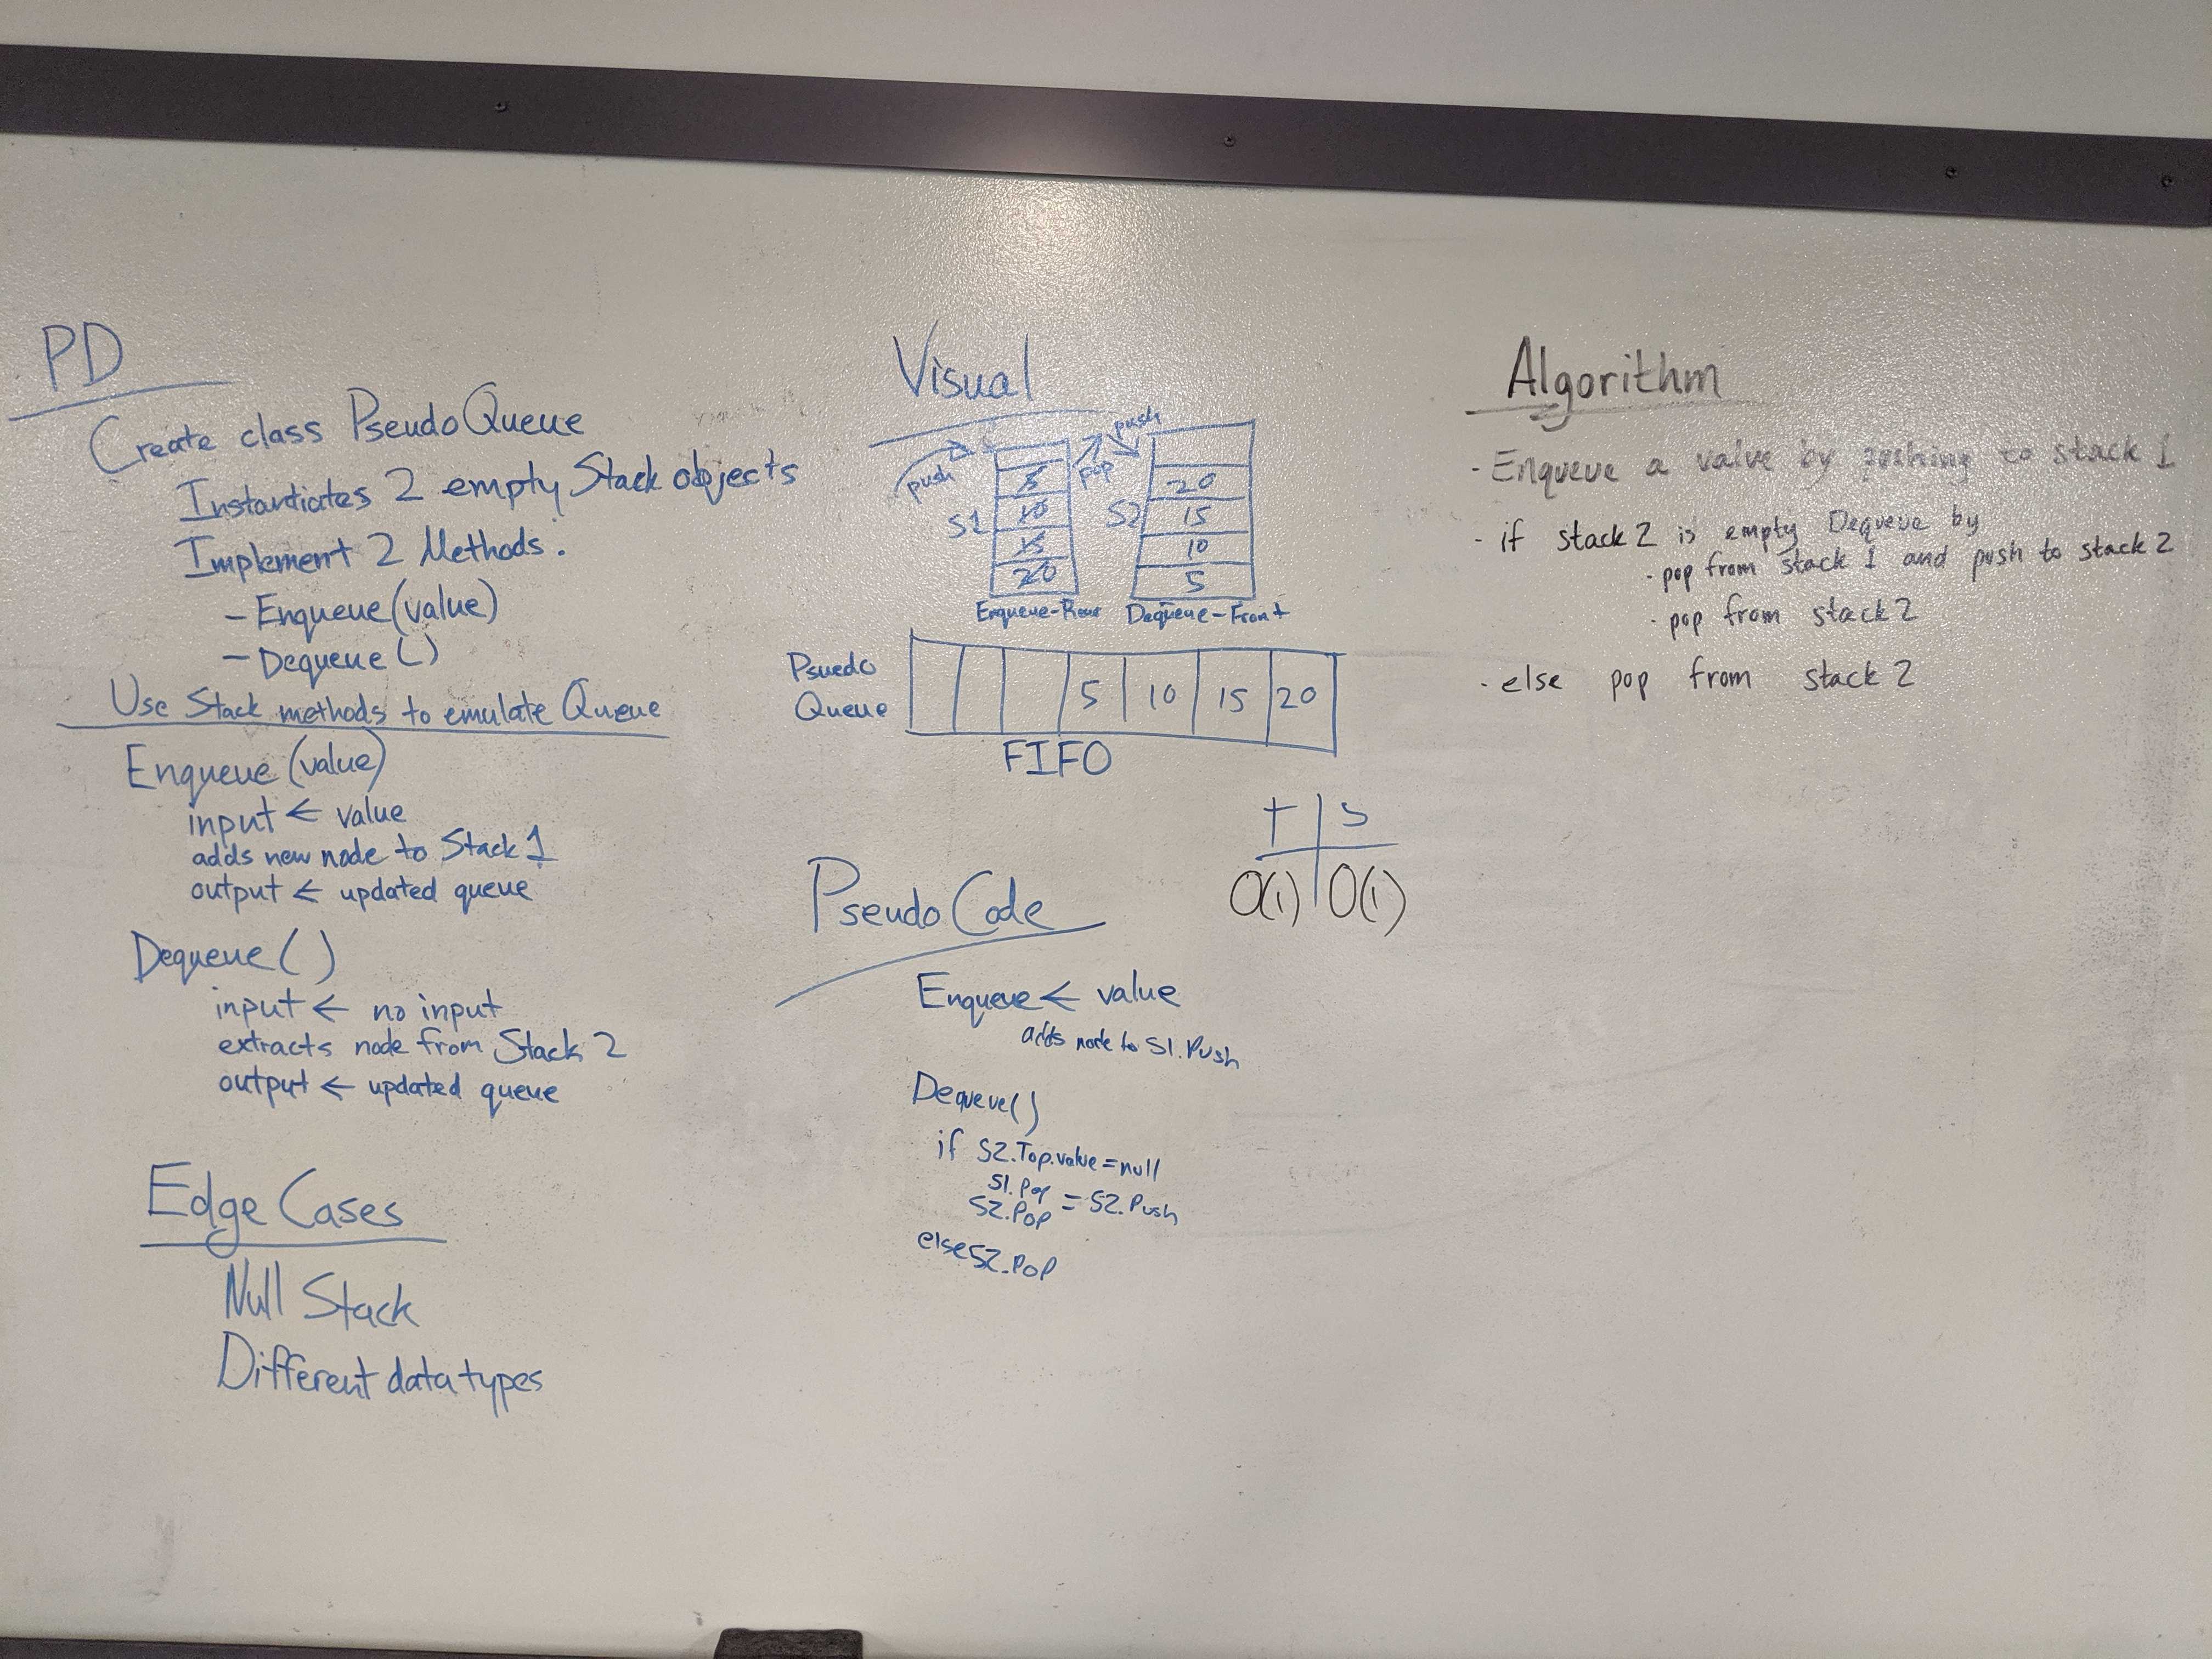 PD
Create class PseudoQueue
Instantiates 2 empty Stack objects
Implement 2 Methods.
- Enqueue(value)
- Dequeue()
Use Stack methods to emulate Queue
Enqueue(value)
input ← value
adds new node to Stack 1
output ← updated queue
Dequeue()
input ← no input
extracts node from Stack 2
output ← updated queue
Edge Cases
Null Stack
Different data types
Visual
push
pop
push
S1
5
10
15
20
Enqueue-Rear
S2
20
15
10
5
Dequeue-Front
Psuedo
Queue
5 10 15 20
FIFO
T S
O(1) O(1)
PseudoCode
Enqueue ← value
adds node to S1.Push
Dequeue()
if S2.Top.value = null
S1.Pop = S2.Push
S2.Pop
else S2.Pop
Algorithm
- Enqueue a value by pushing to stack 1
- if stack 2 is empty Dequeue by
· pop from stack 1 and push to stack 2
· pop from stack 2
- else pop from stack 2